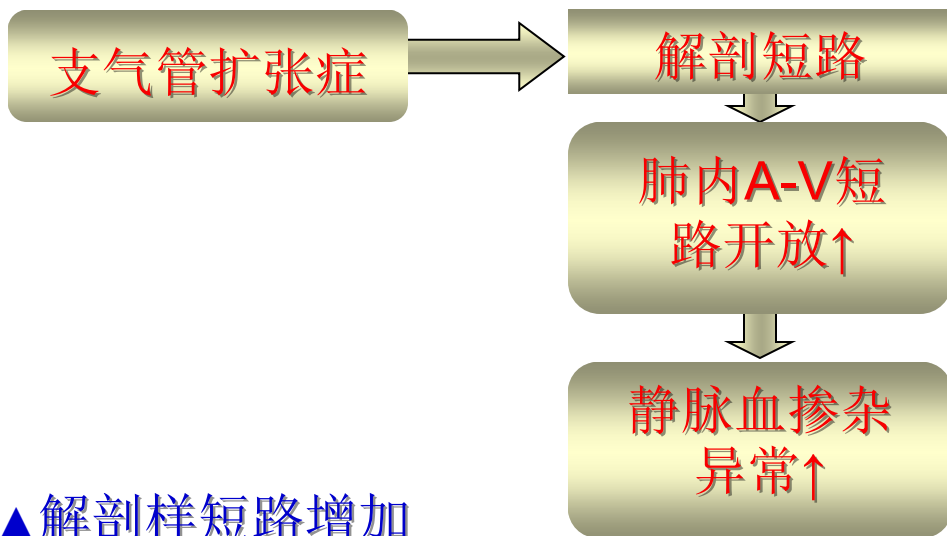 支气管扩张症
解剖短路
肺内A-V短
路开放↑
静脉血掺杂
异常↑
▲解剖样短路增加